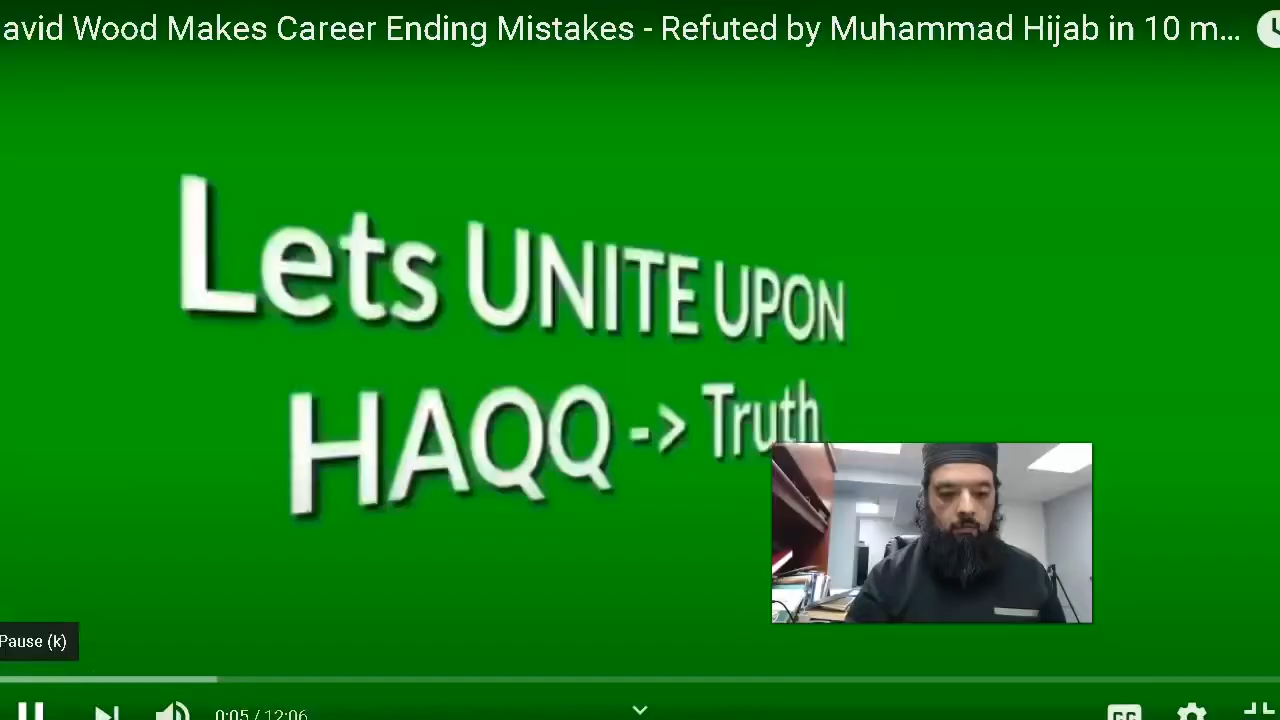 avid Wood Makes Career Ending Mistakes - Refuted by Muhammad Hijab in 10 m...
Lets UNITE UPON
HAQQ -> Truth
Pause (k)
0:05 / 12:06
CC